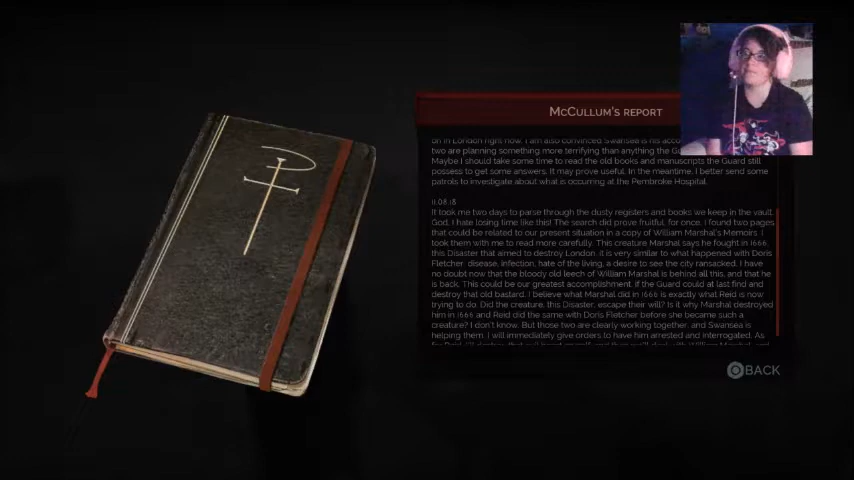 McCullum's report
on in London right now. I am also convinced Swansea is his
two are planning something more terrifying than anything the
Maybe I should take some time to read the old books and manuscripts the Guard still
possess to get some answers. It may prove useful. In the meantime, I better send some
patrols to investigate about what is occurring at the Pembroke Hospital.
11.08.18
It took me two days to parse through the dusty registers and books we keep in the vault.
God, I hate losing time like this! The search did prove fruitful, for once. I found two pages
that could be related to our present situation in a copy of William Marshal's Memoirs. I
took them with me to read more carefully. This creature Marshal says he fought in 1666,
this Disaster that aimed to destroy London, it is very similar to what happened with Doris
Fletcher: disease, infection, hate of the living, a desire to see the city ransacked. I have
no doubt now that the bloody old leech of William Marshal is behind all this, and that he
is back. This could be our greatest accomplishment, if the Guard could at last find and
destroy that old bastard. I believe what Marshal did in 1666 is exactly what Reid is now
trying to do. Did the creature, this Disaster, escape their will? Is it why Marshal destroyed
him in 1666 and Reid did the same with Doris Fletcher before she became such a
creature? I don't know. But those two are clearly working together, and Swansea is
helping them. I will immediately give orders to have him arrested and interrogated. As
BACK